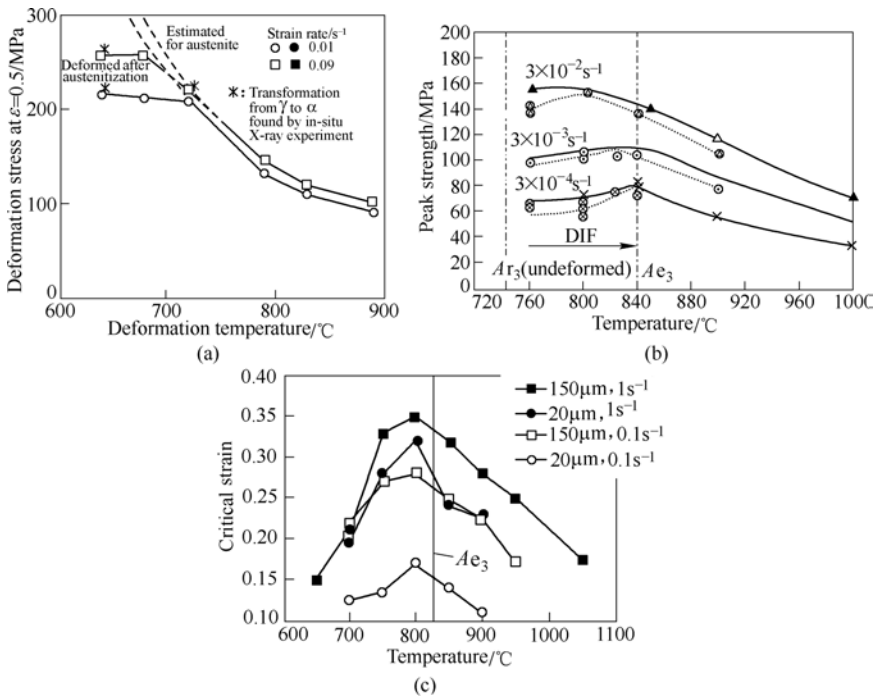 300
200
100
0
Deformation stress at ε=0.5/MPa
Estimated
for austenite
Deformed after
austenitization
Strain rate/s⁻¹
0.01
0.09
: Transformation
from γ to α
found by in-situ
X-ray experiment
600
700
800
900
Deformation temperature/℃
(a)
(b)
200
180
160
140
120
100
80
60
40
20
0
Peak strength/MPa
3×10⁻²s⁻¹
3×10⁻³s⁻¹
3×10⁻⁴s⁻¹
DIF
Ar₃(undeformed)
Ae₃
720
760
800
840
880
920
960
1000
Temperature/℃
(b)
0.40
0.35
0.30
0.25
0.20
0.15
0.10
Critical strain
150μm, 1s⁻¹
20μm, 1s⁻¹
150μm, 0.1s⁻¹
20μm, 0.1s⁻¹
Ae₃
600
700
800
900
1000
1100
Temperature/℃
(c)